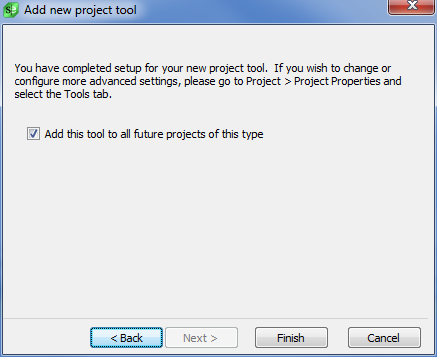 Add new project tool
You have completed setup for your new project tool.  If you wish to change or
configure more advanced settings, please go to Project > Project Properties and
select the Tools tab.
Add this tool to all future projects of this type
< Back
Next >
Finish
Cancel